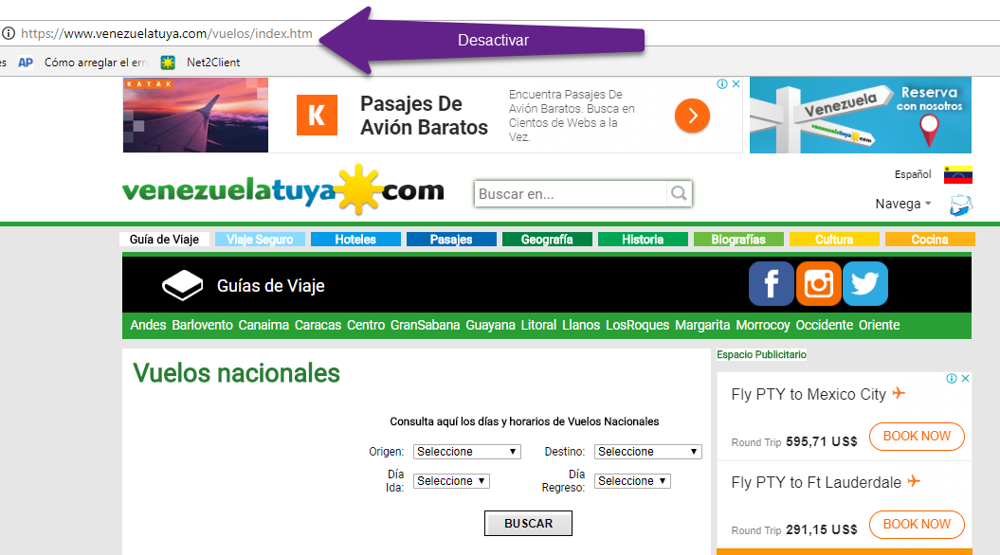 https://www.venezuelatuya.com/vuelos/index.htm
Desactivar
es AP Cómo arreglar el erro Net2Client
KAYAK
K
Pasajes De
Avión Baratos
Encuentra Pasajes De
Avión Baratos. Busca en
Cientos de Webs a la
Vez.
Venezuela
venezuelatuya.com
Reserva
con nosotros
venezuelatuya.com
Buscar en...
Español
Navega
Guía de Viaje Viaje Seguro Hoteles Pasajes Geografía Historia Biografías Cultura Cocina
Guías de Viaje
Andes Barlovento Canaima Caracas Centro GranSabana Guayana Litoral Llanos LosRoques Margarita Morrocoy Occidente Oriente
Vuelos nacionales
Consulta aquí los días y horarios de Vuelos Nacionales
Origen: Seleccione Destino: Seleccione
Día
Ida: Seleccione
Día
Regreso: Seleccione
BUSCAR
Espacio Publicitario
Fly PTY to Mexico City
Round Trip 595,71 US$ BOOK NOW
Fly PTY to Ft Lauderdale
Round Trip 291,15 US$ BOOK NOW